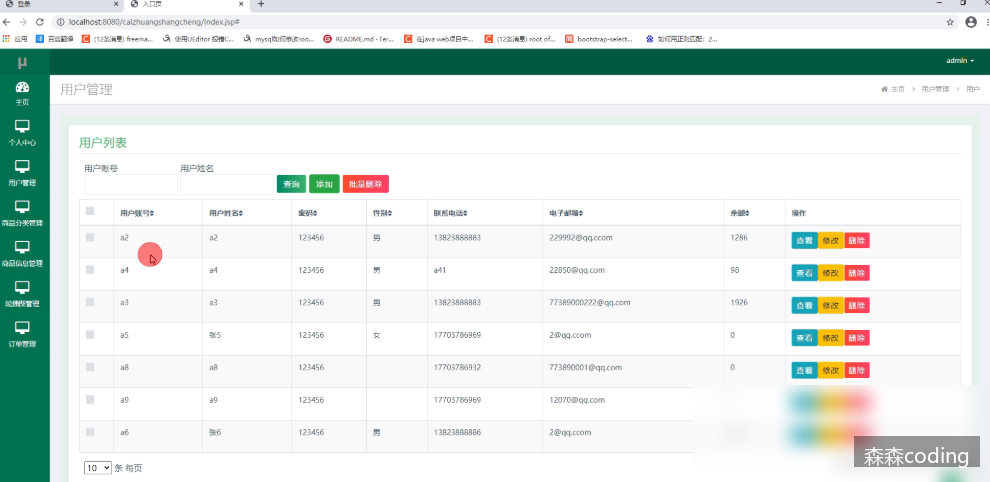 登录
入口页
localhost:8080/caizhuangshangcheng/index.jsp#
应用
百度翻译
(12条消息) freema...
使用UEditor 报错C...
mysql如何修改roo...
README.md · Ter...
在java web项目中...
(12条消息) root of...
bootstrap-select...
如何用正则匹配：2...
μ
admin
主页
个人中心
用户管理
商品分类管理
商品信息管理
轮播图管理
订单管理
用户管理
主页 > 用户管理 > 用户
用户列表
用户账号 用户姓名
查询 添加 批量删除
用户账号 用户姓名 密码 性别 联系电话 电子邮箱 余额 操作
a2 a2 123456 男 13823888883 229992@qq.ccom 1286 查看 修改 删除
a4 a4 123456 男 a41 22850@qq.com 98 查看 修改 删除
a3 a3 123456 男 13823888883 77389000222@qq.com 1926 查看 修改 删除
a5 张5 123456 女 17703786969 2@qq.ccom 0 查看 修改 删除
a8 a8 123456 17703786932 773890001@qq.com 0 查看 修改 删除
a9 a9 123456 17703786969 12070@qq.com
a6 张6 123456 男 13823888886 2@qq.ccom
10 条 每页
森森coding